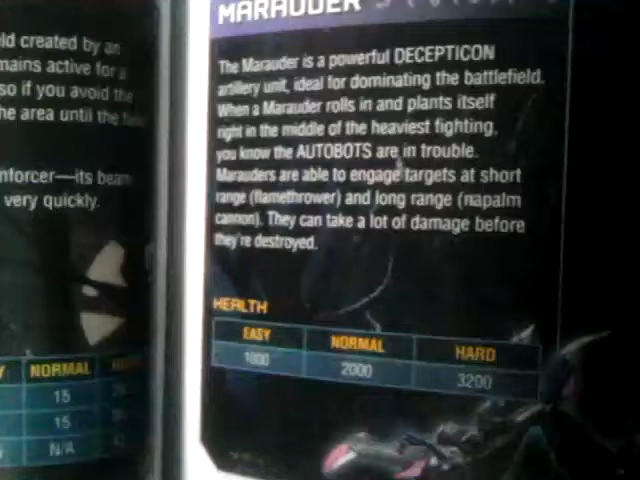 ld created by an
mains active for a
so if you avoid the
he area until the
nforcer—its beam
very quickly.
Y NORMAL
15
15
N/A
MARAUDER
The Marauder is a powerful DECEPTICON
artillery unit, ideal for dominating the battlefield.
When a Marauder rolls in and plants itself
right in the middle of the heaviest fighting,
you know the AUTOBOTS are in trouble.
Marauders are able to engage targets at short
range (flamethrower) and long range (napalm
cannon). They can take a lot of damage before
they're destroyed.
HEALTH
EASY NORMAL HARD
1000 2000 3200